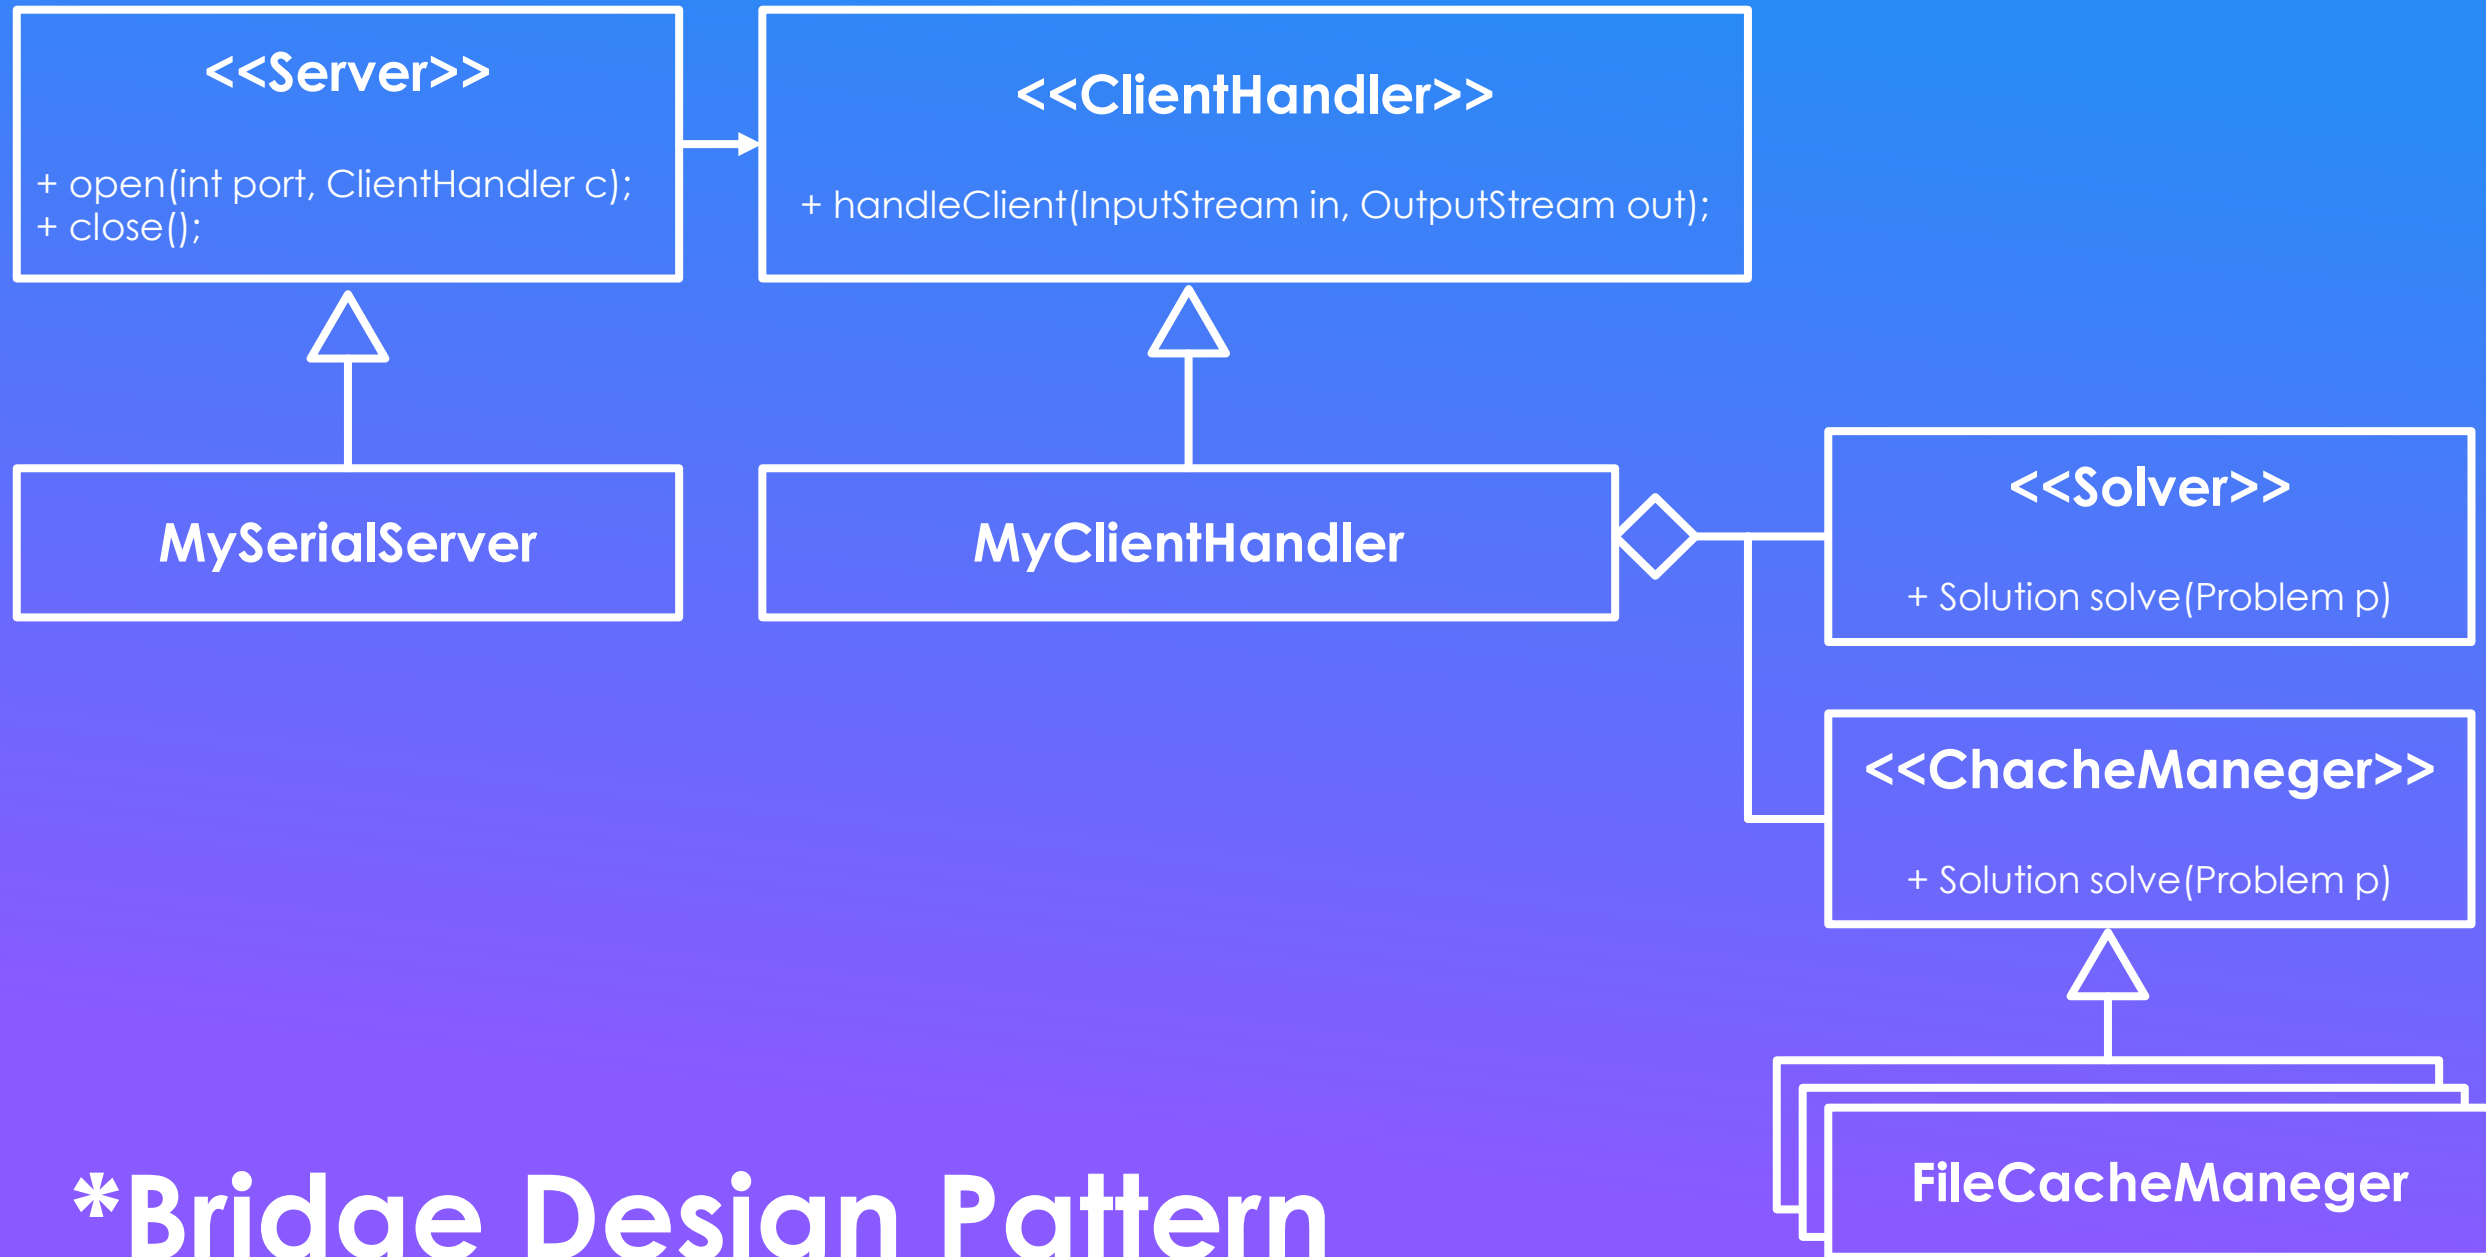 <<Server>>
+ open(int port, ClientHandler c);
+ close();
<<ClientHandler>>
+ handleClient(InputStream in, OutputStream out);
MySerialServer
MyClientHandler
<<Solver>>
+ Solution solve(Problem p)
<<ChacheManeger>>
+ Solution solve(Problem p)
FileCacheManeger
*Bridge Design Pattern